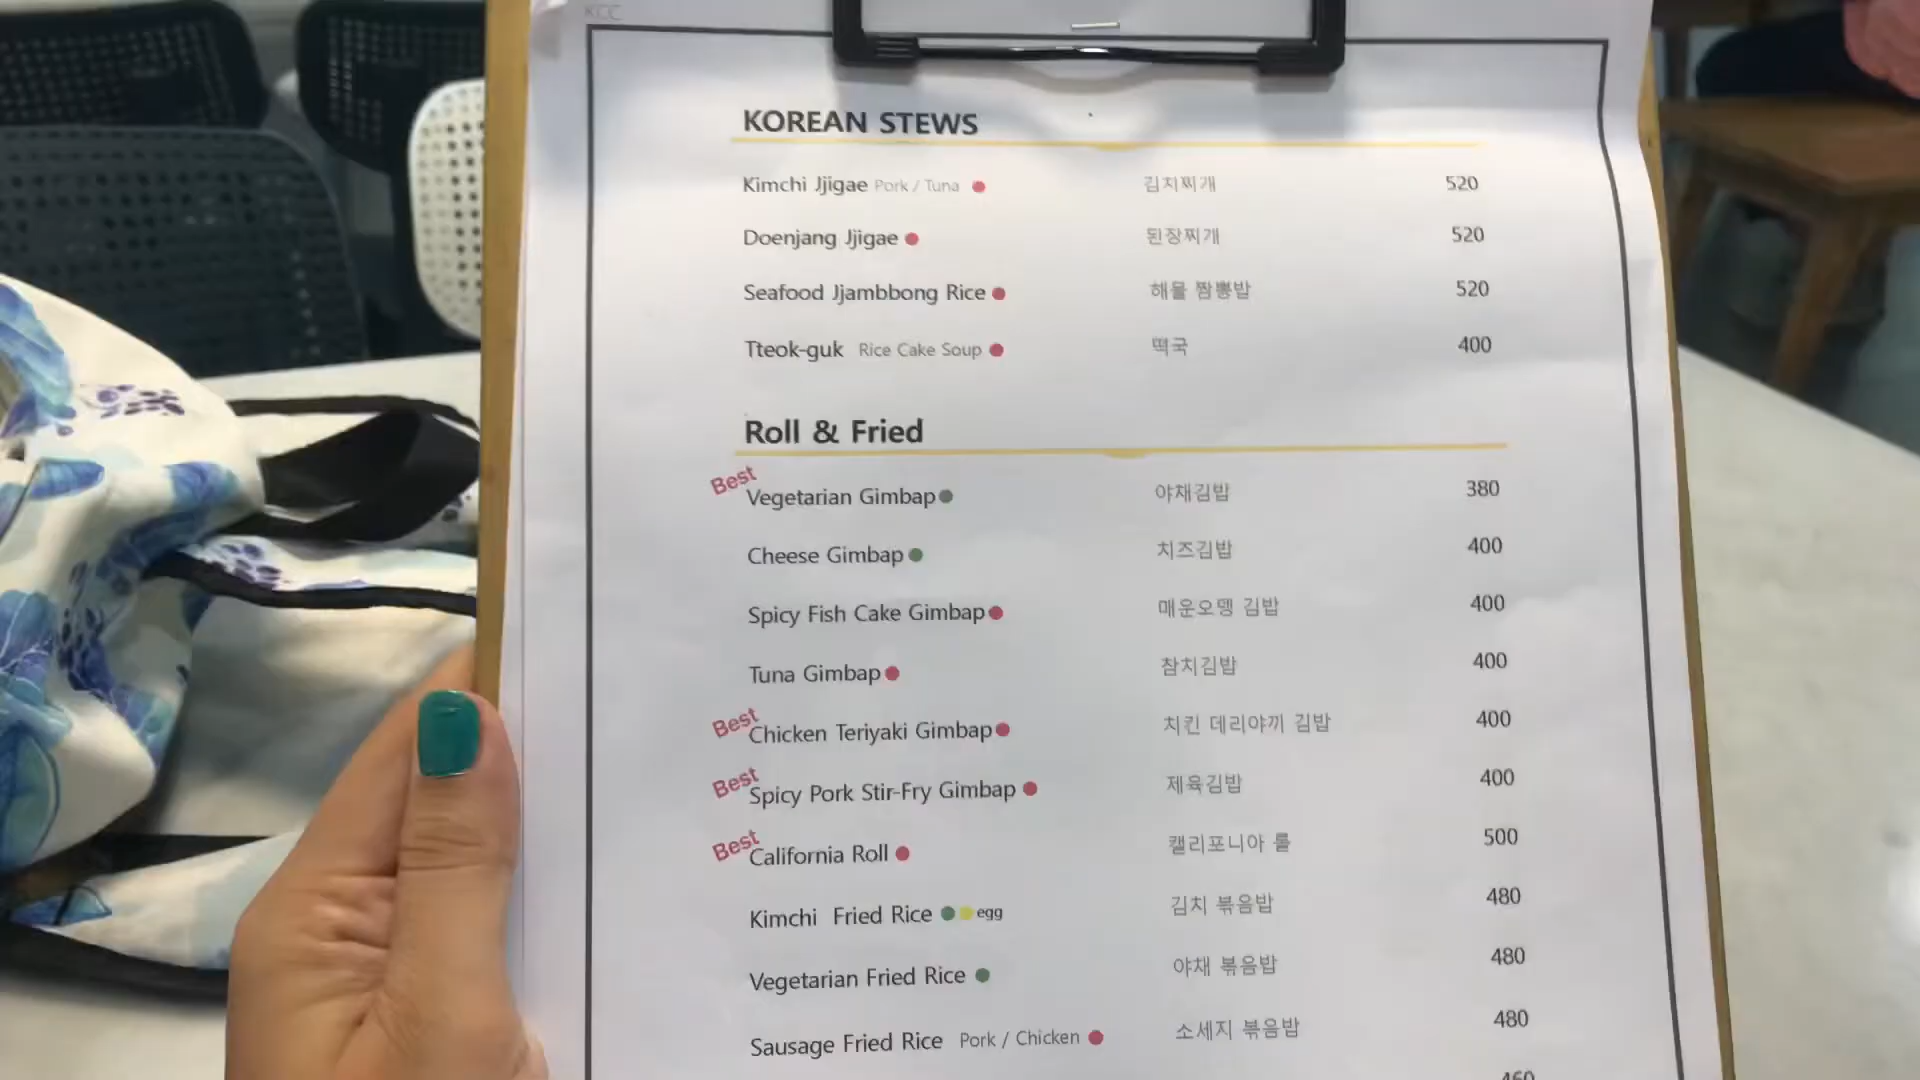 KCC
KOREAN STEWS
Kimchi Jjigae Pork / Tuna 김치찌개 520
Doenjang Jjigae 된장찌개 520
Seafood Jjambbong Rice 해물 짬뽕밥 520
Tteok-guk Rice Cake Soup 떡국 400
Roll & Fried
Best Vegetarian Gimbap 야채김밥 380
Cheese Gimbap 치즈김밥 400
Spicy Fish Cake Gimbap 매운오뎅 김밥 400
Tuna Gimbap 참치김밥 400
Best Chicken Teriyaki Gimbap 치킨 데리야끼 김밥 400
Best Spicy Pork Stir-Fry Gimbap 제육김밥 400
Best California Roll 캘리포니아 롤 500
Kimchi Fried Rice egg 김치 볶음밥 480
Vegetarian Fried Rice 야채 볶음밥 480
Sausage Fried Rice Pork / Chicken 소세지 볶음밥 480